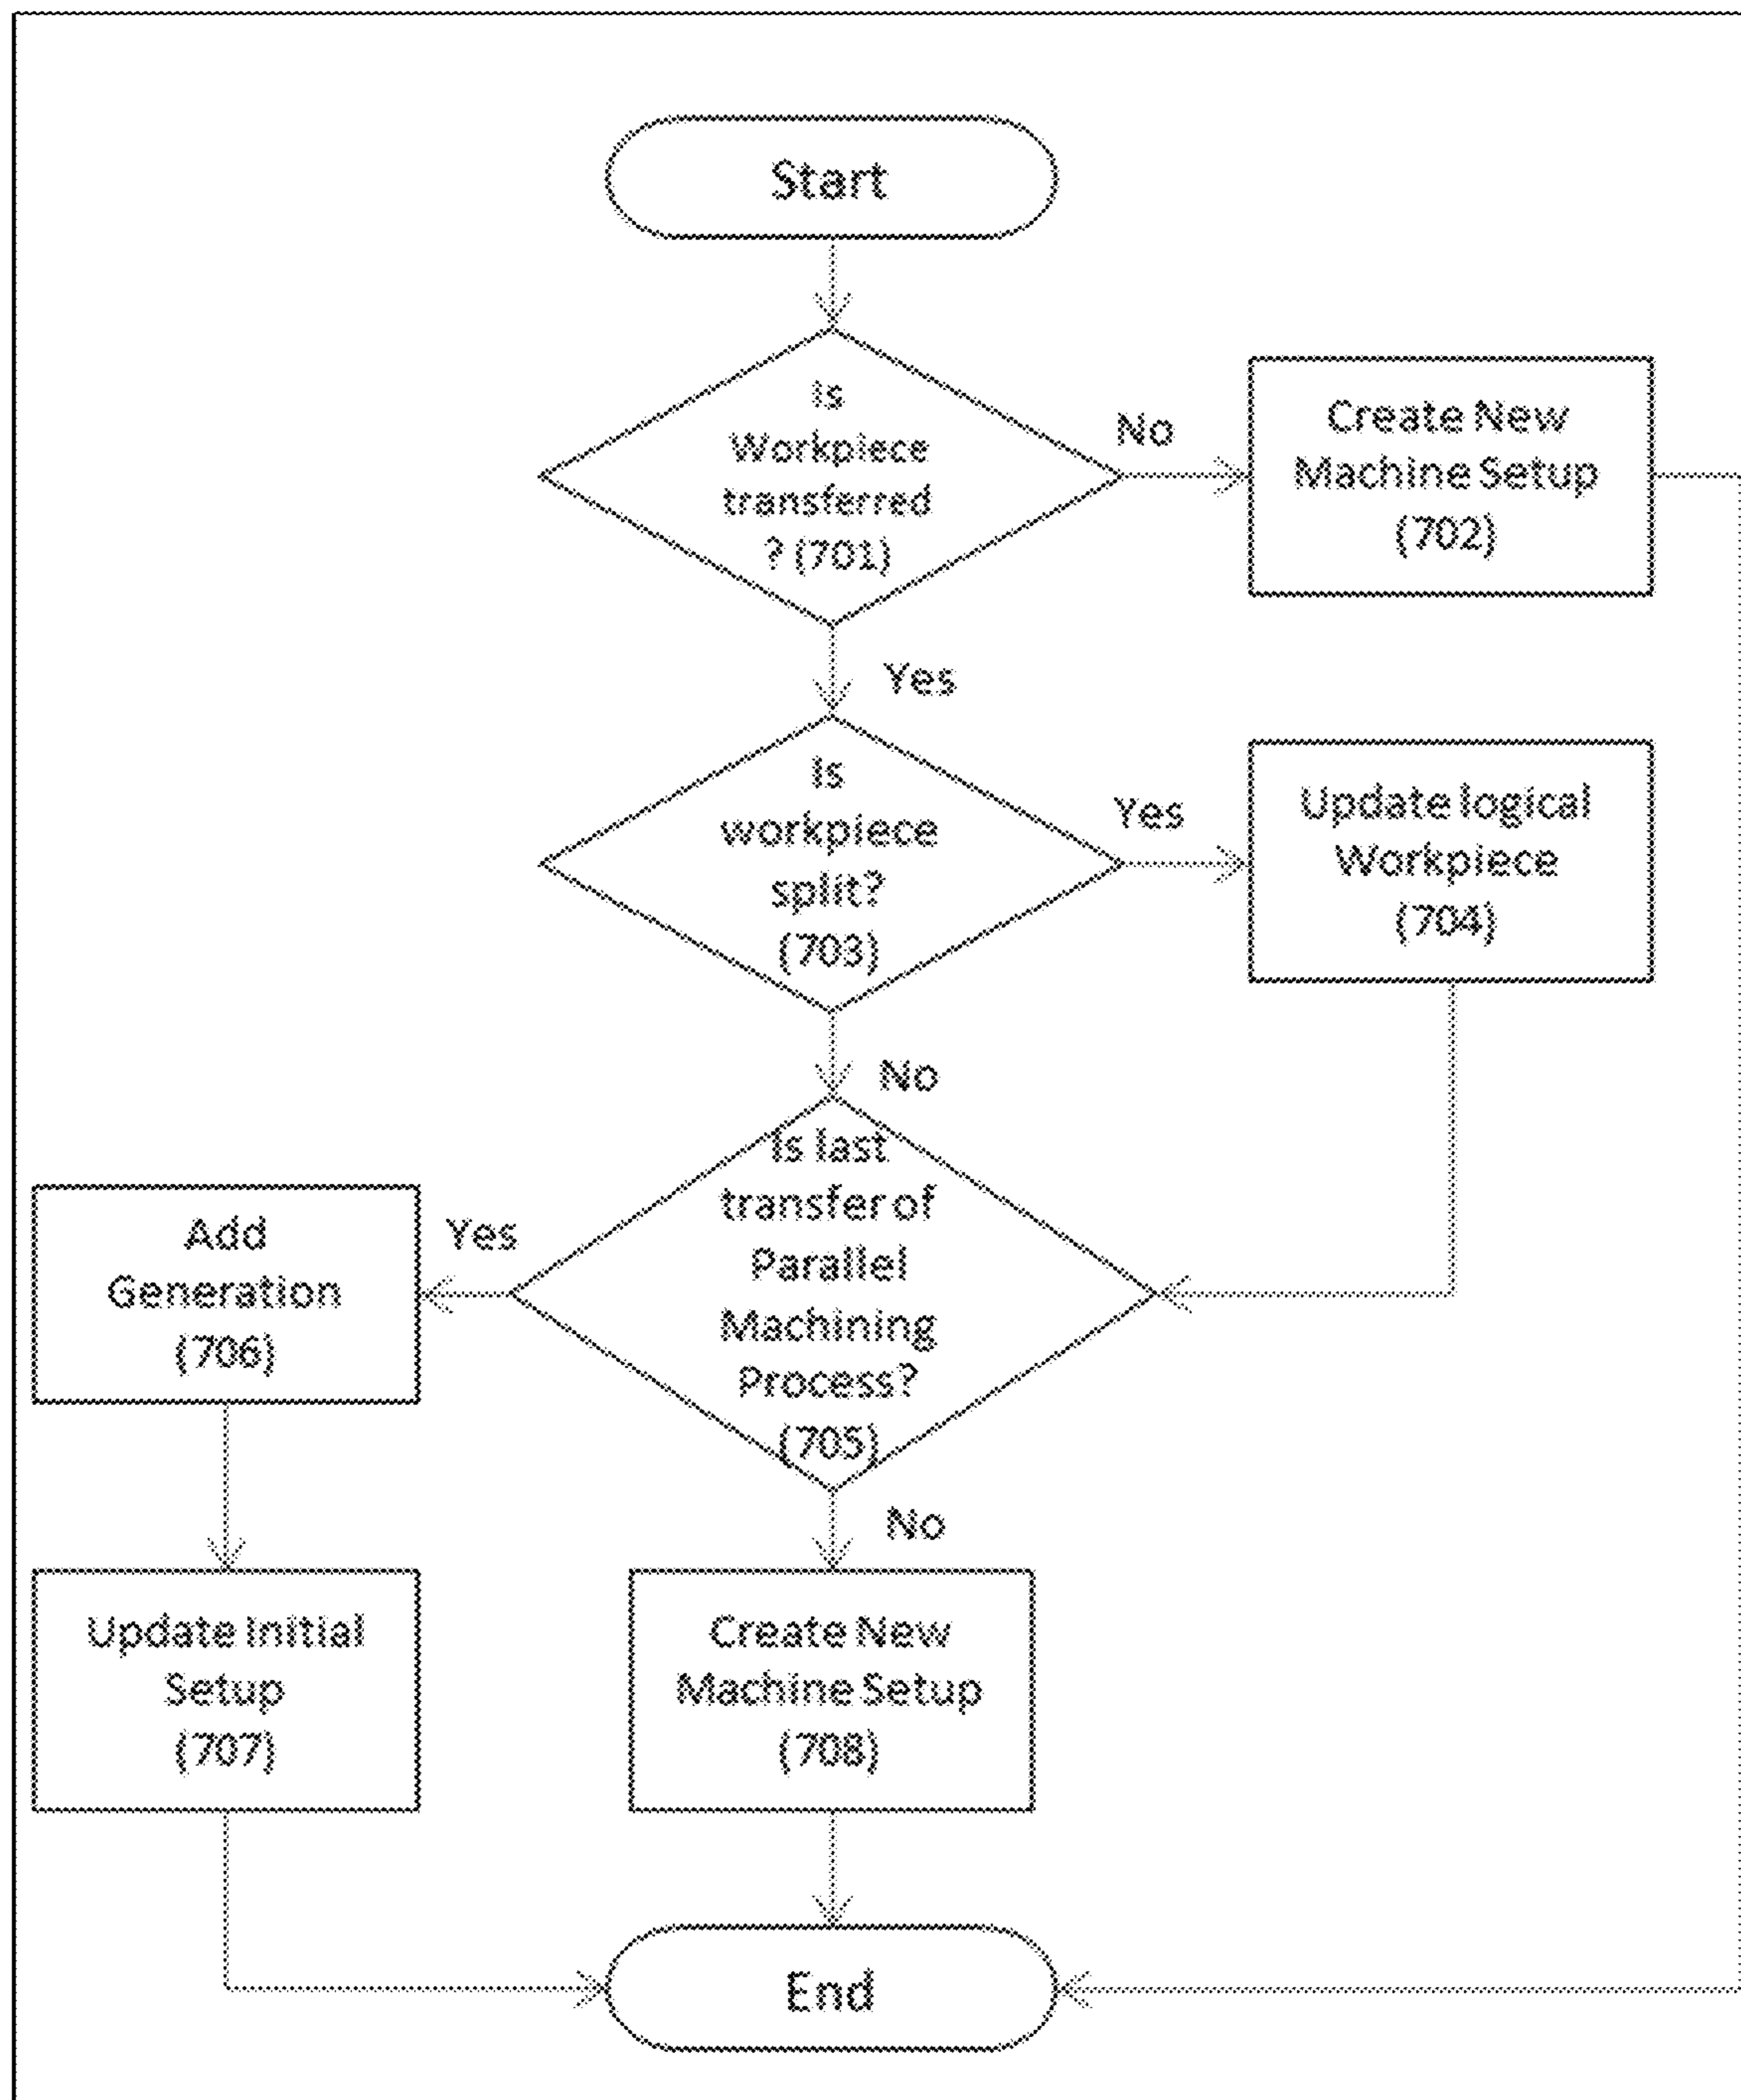 Start
Is
Workpiece
transferred
? (701)
No
Create New
Machine Setup
(702)
Yes
Is
workpiece
split?
(703)
Yes
Update logical
Workpiece
(704)
No
Is last
transfer of
Parallel
Machining
Process?
(705)
Yes
Add
Generation
(706)
No
Update Initial
Setup
(707)
Create New
Machine Setup
(708)
End